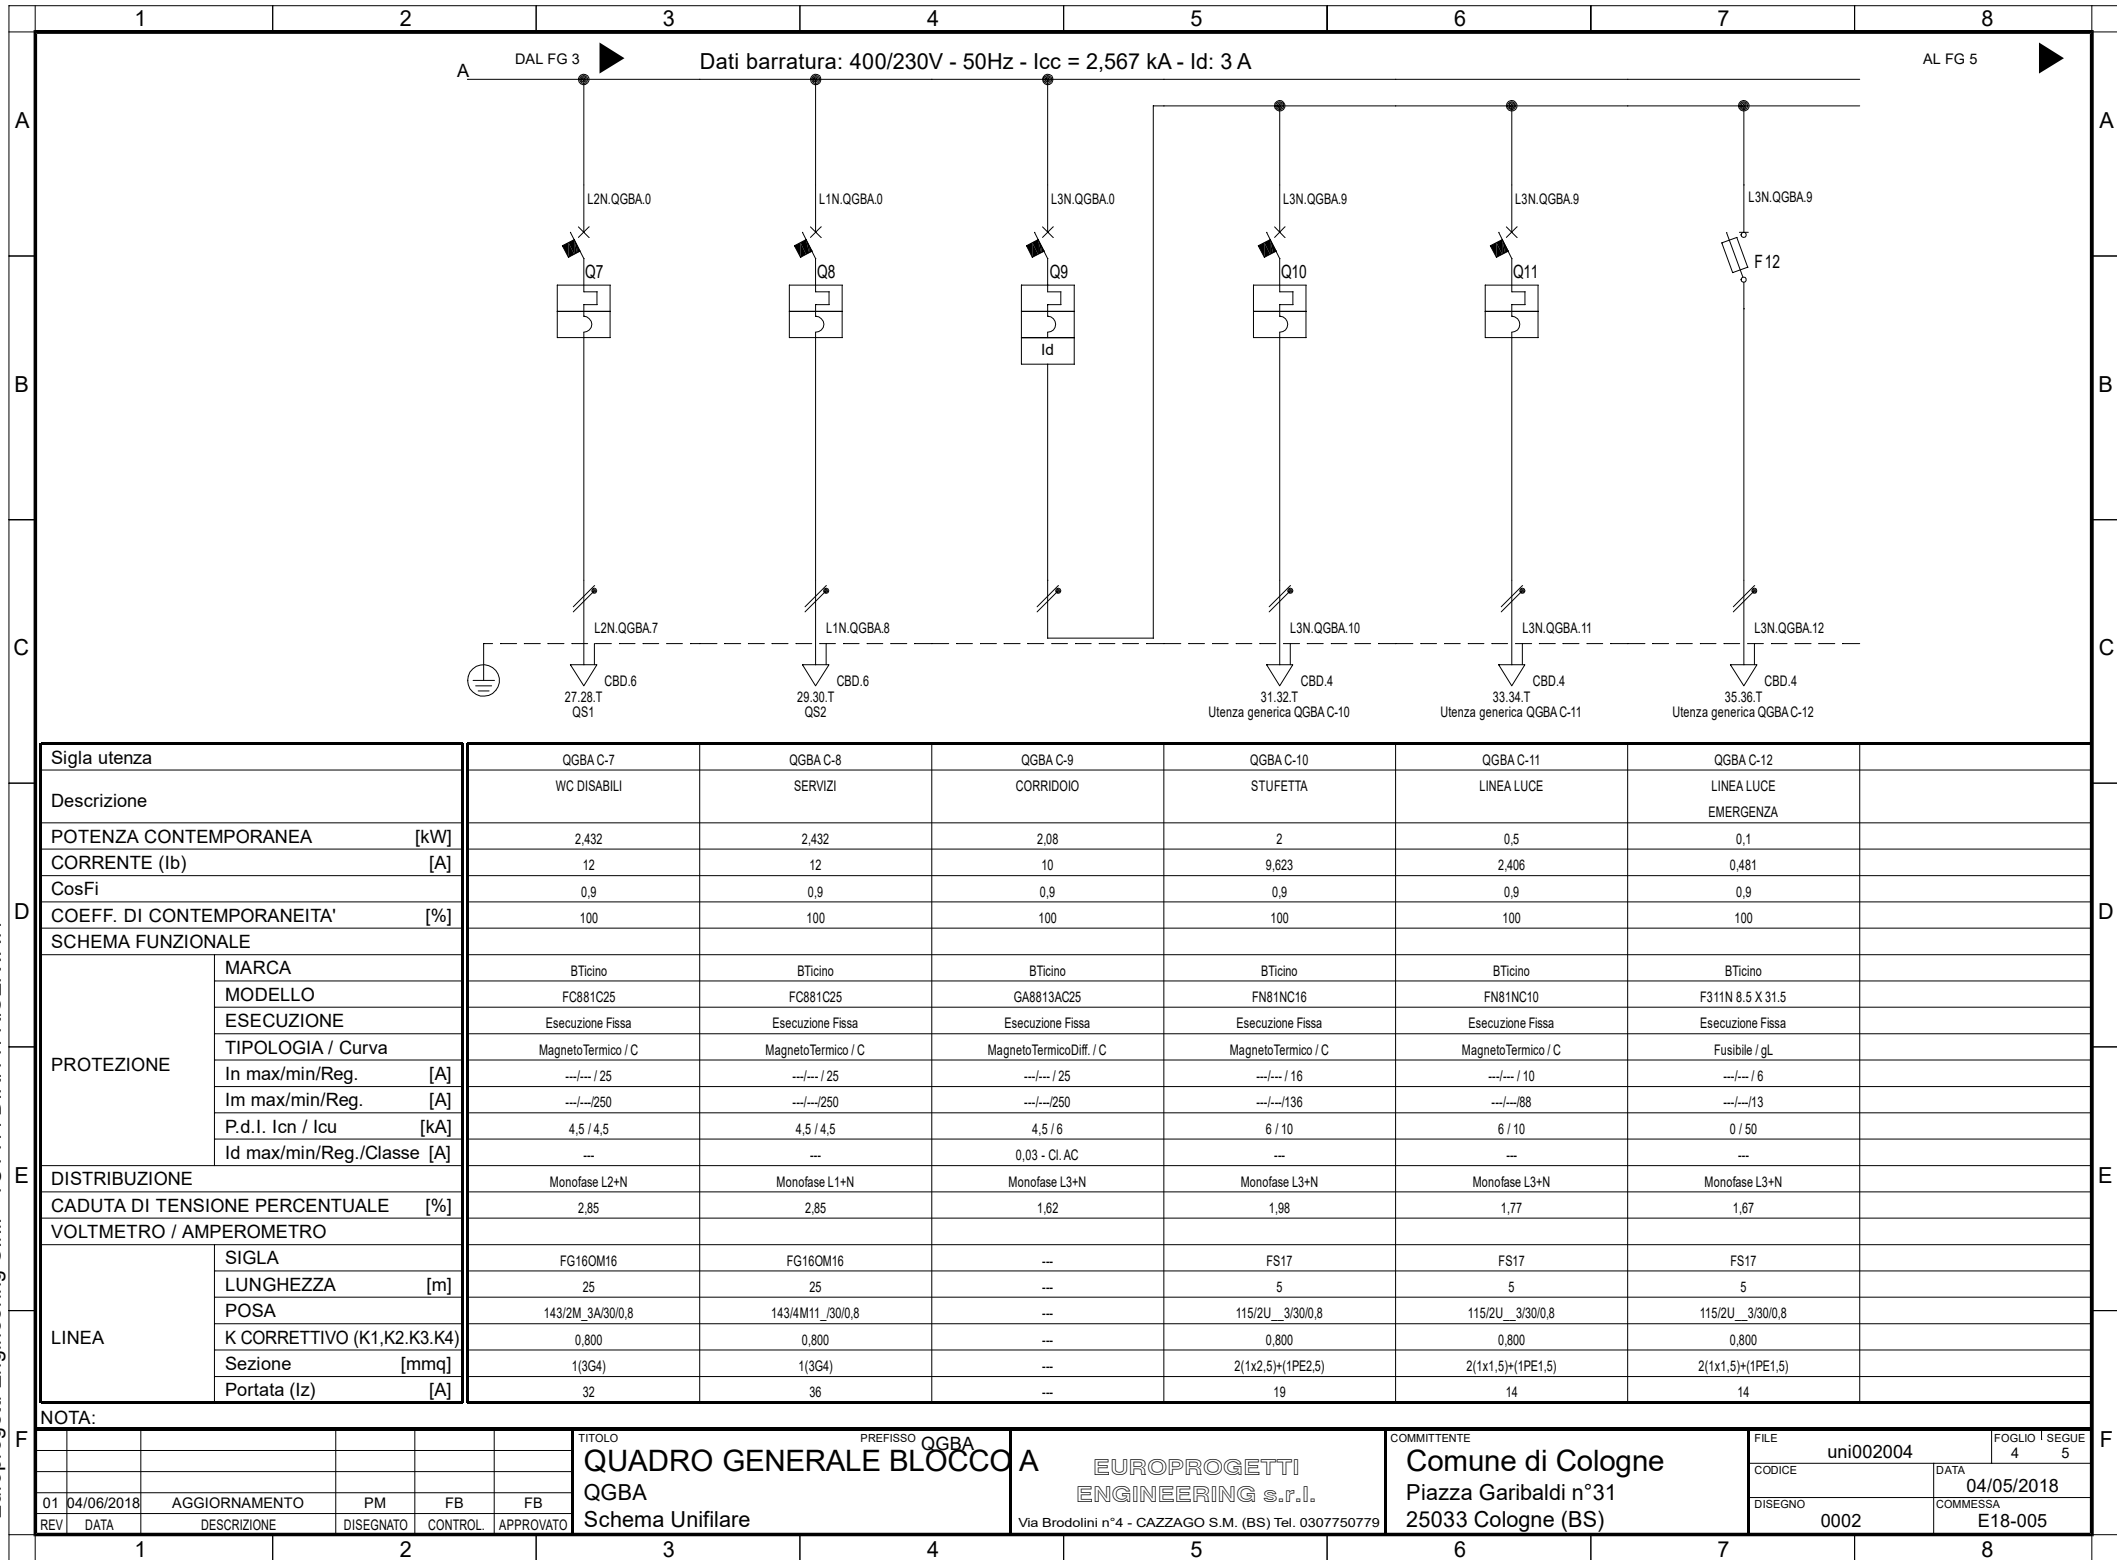 1 2 3 4 5 6 7 8
DAL FG 3
Dati barratura: 400/230V - 50Hz - Icc = 2,567 kA - Id: 3 A
AL FG 5
A
A A
L2N.QGBA.0 L1N.QGBA.0 L3N.QGBA.0 L3N.QGBA.9 L3N.QGBA.9 L3N.QGBA.9
Q7 Q8 Q9 Q10 Q11 F12
Id
B B
L2N.QGBA.7 L1N.QGBA.8 L3N.QGBA.10 L3N.QGBA.11 L3N.QGBA.12
C C
CBD.6 CBD.6 CBD.4 CBD.4 CBD.4
27.28.T 29.30.T 31.32.T 33.34.T 35.36.T
QS1 QS2 Utenza generica QGBA C-10 Utenza generica QGBA C-11 Utenza generica QGBA C-12
Sigla utenza QGBA C-7 QGBA C-8 QGBA C-9 QGBA C-10 QGBA C-11 QGBA C-12
Descrizione WC DISABILI SERVIZI CORRIDOIO STUFETTA LINEA LUCE LINEA LUCE
EMERGENZA
POTENZA CONTEMPORANEA [kW] 2,432 2,432 2,08 2 0,5 0,1
CORRENTE (Ib) [A] 12 12 10 9,623 2,406 0,481
CosFi 0,9 0,9 0,9 0,9 0,9 0,9
D D
COEFF. DI CONTEMPORANEITA' [%] 100 100 100 100 100 100
SCHEMA FUNZIONALE
PROTEZIONE
MARCA BTicino BTicino BTicino BTicino BTicino BTicino
MODELLO FC881C25 FC881C25 GA8813AC25 FN81NC16 FN81NC10 F311N 8.5 X 31.5
ESECUZIONE Esecuzione Fissa Esecuzione Fissa Esecuzione Fissa Esecuzione Fissa Esecuzione Fissa Esecuzione Fissa
TIPOLOGIA / Curva MagnetoTermico / C MagnetoTermico / C MagnetoTermicoDiff. / C MagnetoTermico / C MagnetoTermico / C Fusibile / gL
In max/min/Reg. [A] ---/--- / 25 ---/--- / 25 ---/--- / 25 ---/--- / 16 ---/--- / 10 ---/--- / 6
Im max/min/Reg. [A] ---/---/250 ---/---/250 ---/---/250 ---/---/136 ---/---/88 ---/---/13
P.d.I. Icn / Icu [kA] 4,5 / 4,5 4,5 / 4,5 4,5 / 6 6 / 10 6 / 10 0 / 50
Id max/min/Reg./Classe [A] --- --- 0,03 - Cl. AC --- --- ---
E E
DISTRIBUZIONE Monofase L2+N Monofase L1+N Monofase L3+N Monofase L3+N Monofase L3+N Monofase L3+N
CADUTA DI TENSIONE PERCENTUALE [%] 2,85 2,85 1,62 1,98 1,77 1,67
VOLTMETRO / AMPEROMETRO
LINEA
SIGLA FG16OM16 FG16OM16 --- FS17 FS17 FS17
LUNGHEZZA [m] 25 25 --- 5 5 5
POSA 143/2M_3A/30/0,8 143/4M11_/30/0,8 --- 115/2U__3/30/0,8 115/2U__3/30/0,8 115/2U__3/30/0,8
K CORRETTIVO (K1,K2.K3.K4) 0,800 0,800 --- 0,800 0,800 0,800
Sezione [mmq] 1(3G4) 1(3G4) --- 2(1x2,5)+(1PE2,5) 2(1x1,5)+(1PE1,5) 2(1x1,5)+(1PE1,5)
Portata (Iz) [A] 32 36 --- 19 14 14
NOTA:
F F
01 04/06/2018 AGGIORNAMENTO PM FB FB
REV DATA DESCRIZIONE DISEGNATO CONTROL. APPROVATO
TITOLO PREFISSO QGBA
QUADRO GENERALE BLOCCO A
QGBA
Schema Unifilare
EUROPROGETTI
ENGINEERING s.r.l.
Via Brodolini n°4 - CAZZAGO S.M. (BS) Tel. 0307750779
COMMITTENTE
Comune di Cologne
Piazza Garibaldi n°31
25033 Cologne (BS)
FILE uni002004
FOGLIO 4 SEGUE 5
CODICE
DATA 04/05/2018
DISEGNO 0002
COMMESSA E18-005
1 2 3 4 5 6 7 8